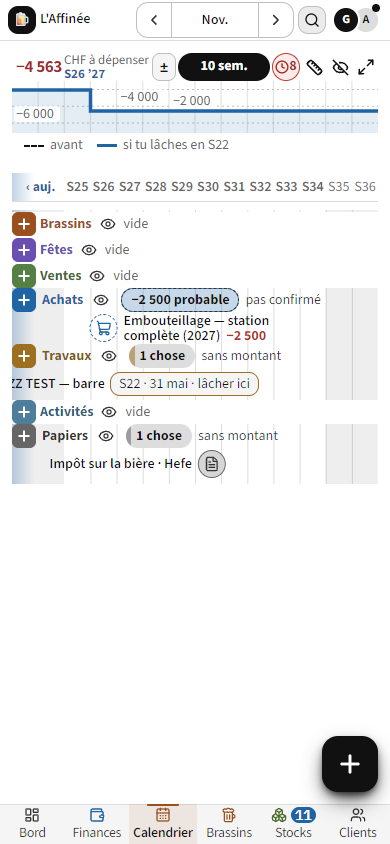 L'Affinée
Nov.
G
A
−4 563 CHF à dépenser
S26 ’27
±
10 sem.
8
−4 000
−2 000
−6 000
avant
si tu lâches en S22
‹ auj. S25 S26 S27 S28 S29 S30 S31 S32 S33 S34 S35 S36
Brassins vide
Fêtes vide
Ventes vide
Achats −2 500 probable pas confirmé
Embouteillage — station
complète (2027) −2 500
Travaux 1 chose sans montant
ZZ TEST — barre S22 · 31 mai · lâcher ici
Activités vide
Papiers 1 chose sans montant
Impôt sur la bière · Hefe
Bord
Finances
Calendrier
Brassins
Stocks
11
Clients